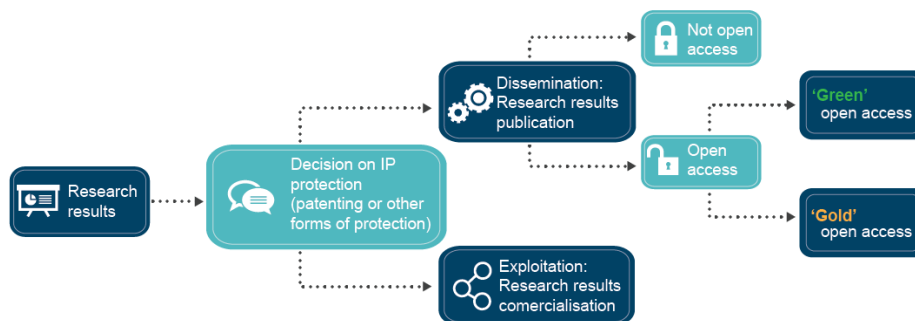 Research
results
Decision on IP
protection
(patenting or other
forms of protection)
Dissemination:
Research results
publication
Not open
access
Open
access
'Green'
open access
'Gold'
open access
Exploitation:
Research results
comercialisation